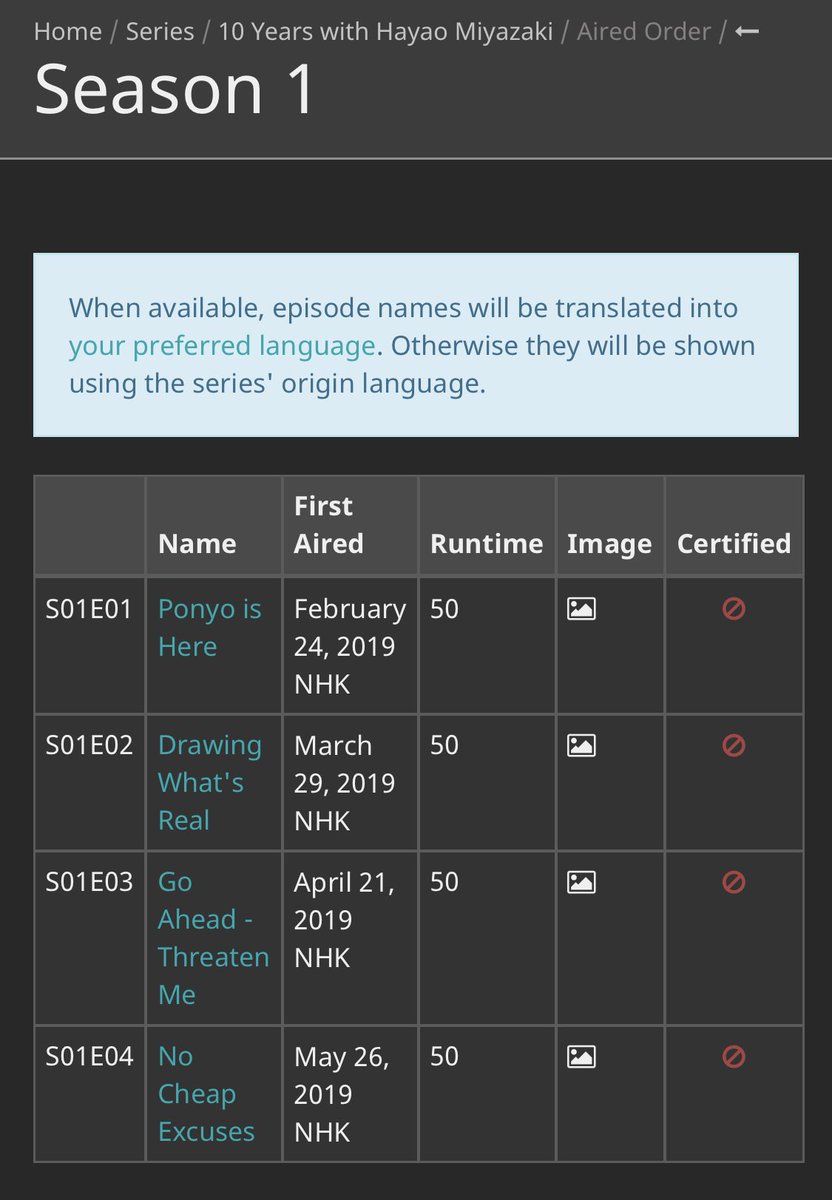 Home / Series / 10 Years with Hayao Miyazaki / Aired Order / ←
Season 1
When available, episode names will be translated into
your preferred language. Otherwise they will be shown
using the series' origin language.
Name First Aired Runtime Image Certified
S01E01 Ponyo is Here February 24, 2019 NHK 50
S01E02 Drawing What's Real March 29, 2019 NHK 50
S01E03 Go Ahead - Threaten Me April 21, 2019 NHK 50
S01E04 No Cheap Excuses May 26, 2019 NHK 50